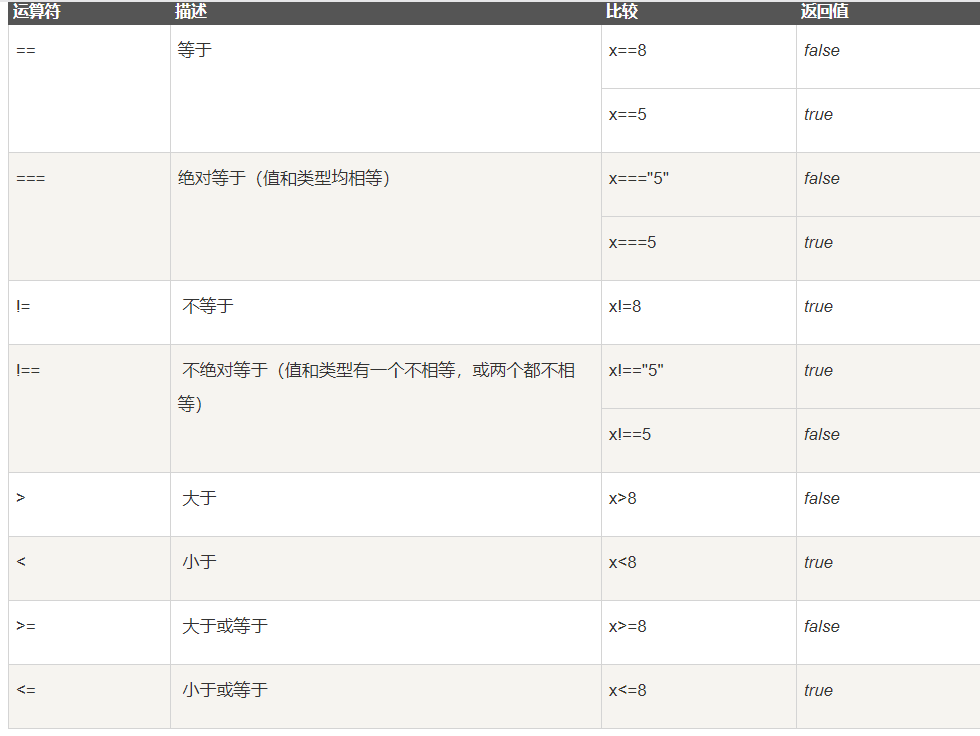 运算符 描述 比较 返回值
== 等于 x==8 false
x==5 true
=== 绝对等于（值和类型均相等） x==="5" false
x===5 true
!= 不等于 x!=8 true
!== 不绝对等于（值和类型有一个不相等，或两个都不相 x!=="5" true
等）
x!==5 false
> 大于 x>8 false
< 小于 x<8 true
>= 大于或等于 x>=8 false
<= 小于或等于 x<=8 true